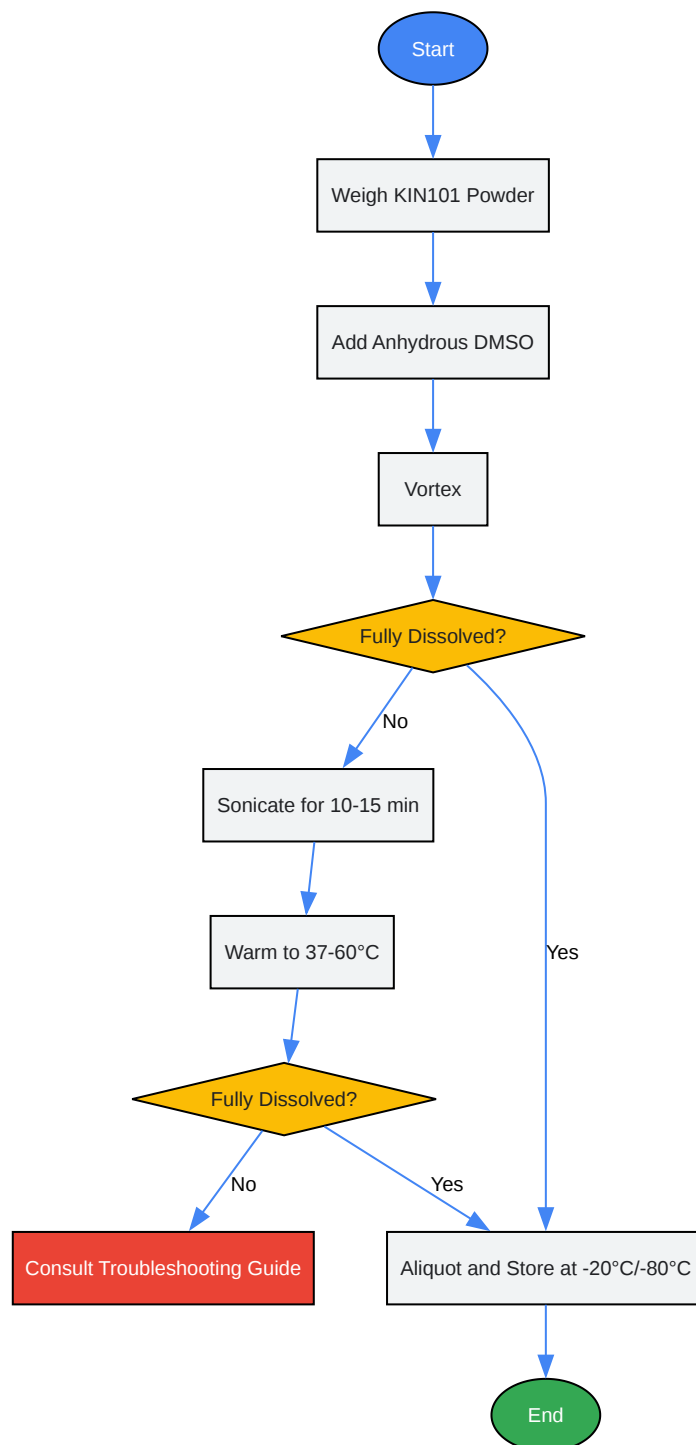 Start
Weigh KIN101 Powder
Add Anhydrous DMSO
Vortex
Fully Dissolved?
No
Sonicate for 10-15 min
Warm to 37-60°C
Yes
Fully Dissolved?
No
Yes
Consult Troubleshooting Guide
Aliquot and Store at -20°C/-80°C
End